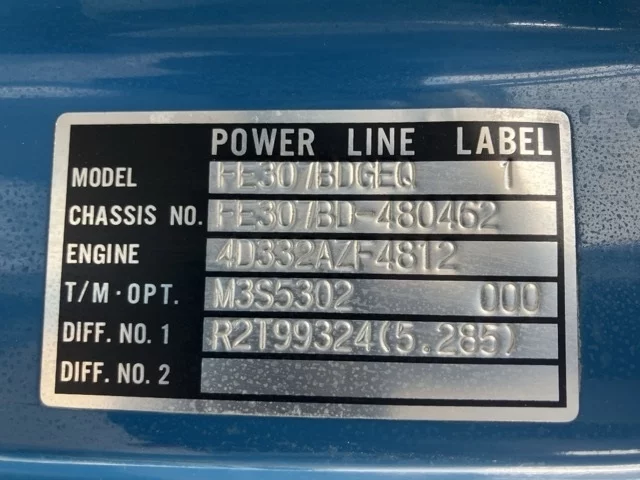 POWER LINE LABEL
MODEL FE307BDGEQ 1
CHASSIS NO. FE307BD-480462
ENGINE 4D332AZF4812
T/M·OPT. M3S5302 000
DIFF. NO. 1 R2T99324(5.285)
DIFF. NO. 2